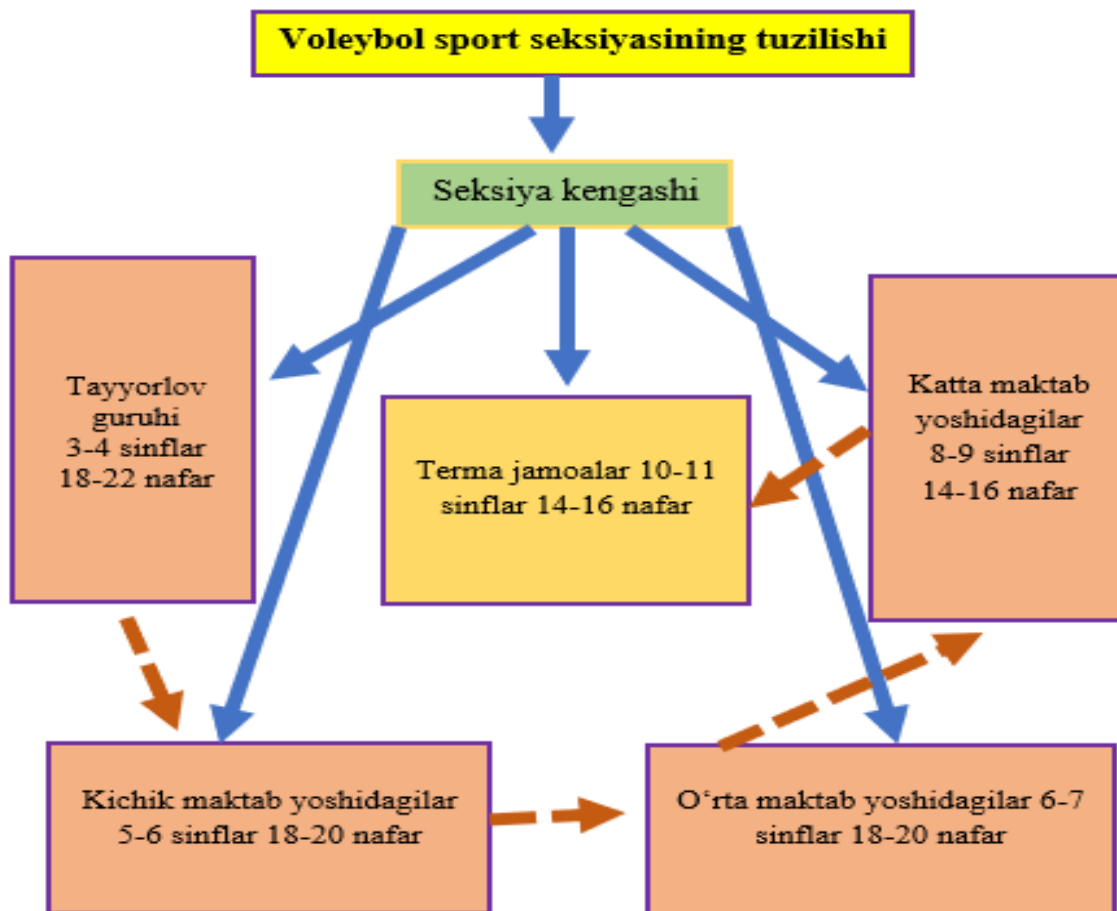 Voleybol sport seksiyasining tuzilishi
Seksiya kengashi
Tayyorlov
guruhi
3-4 sinflar
18-22 nafar
Terma jamoalar 10-11
sinflar 14-16 nafar
Katta maktab
yoshidagilar
8-9 sinflar
14-16 nafar
Kichik maktab yoshidagilar
5-6 sinflar 18-20 nafar
O‘rta maktab yoshidagilar 6-7
sinflar 18-20 nafar